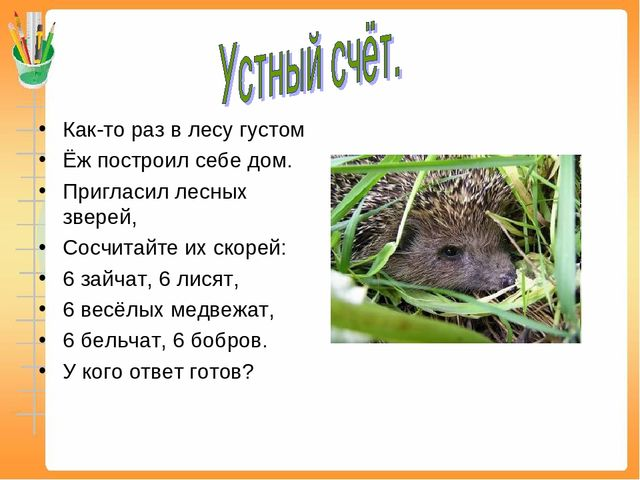 Устный счёт.
• Как-то раз в лесу густом
• Ёж построил себе дом.
• Пригласил лесных
зверей,
• Сосчитайте их скорей:
• 6 зайчат, 6 лисят,
• 6 весёлых медвежат,
• 6 бельчат, 6 бобров.
• У кого ответ готов?